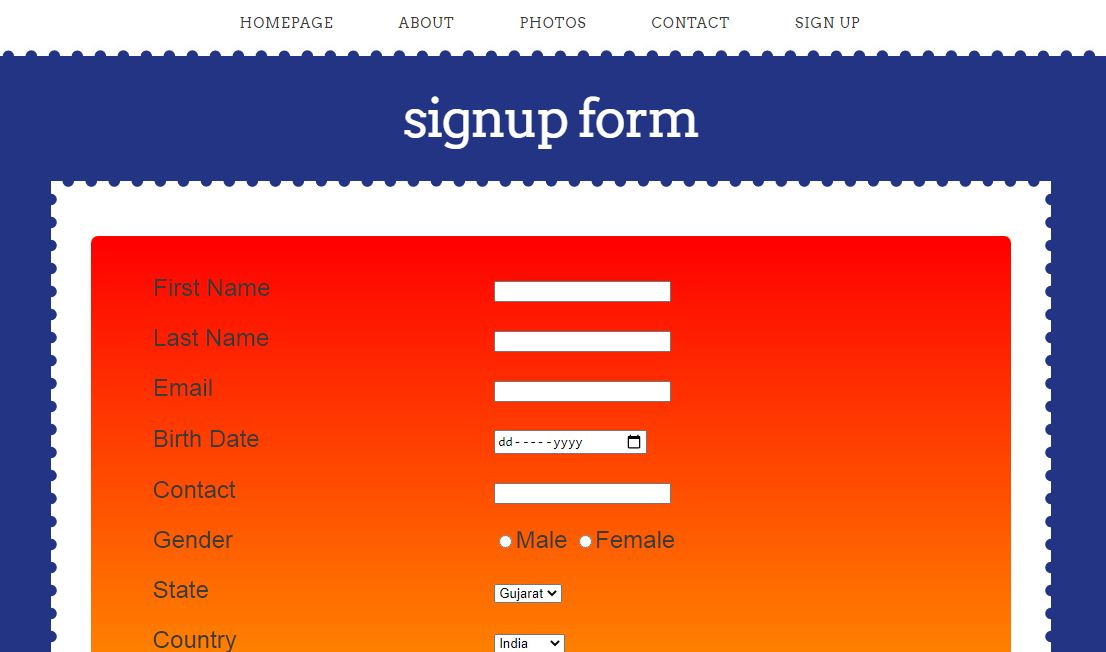 HOMEPAGE ABOUT PHOTOS CONTACT SIGN UP
signup form
First Name
Last Name
Email
Birth Date dd-----yyyy
Contact
Gender Male Female
State Gujarat
Country India